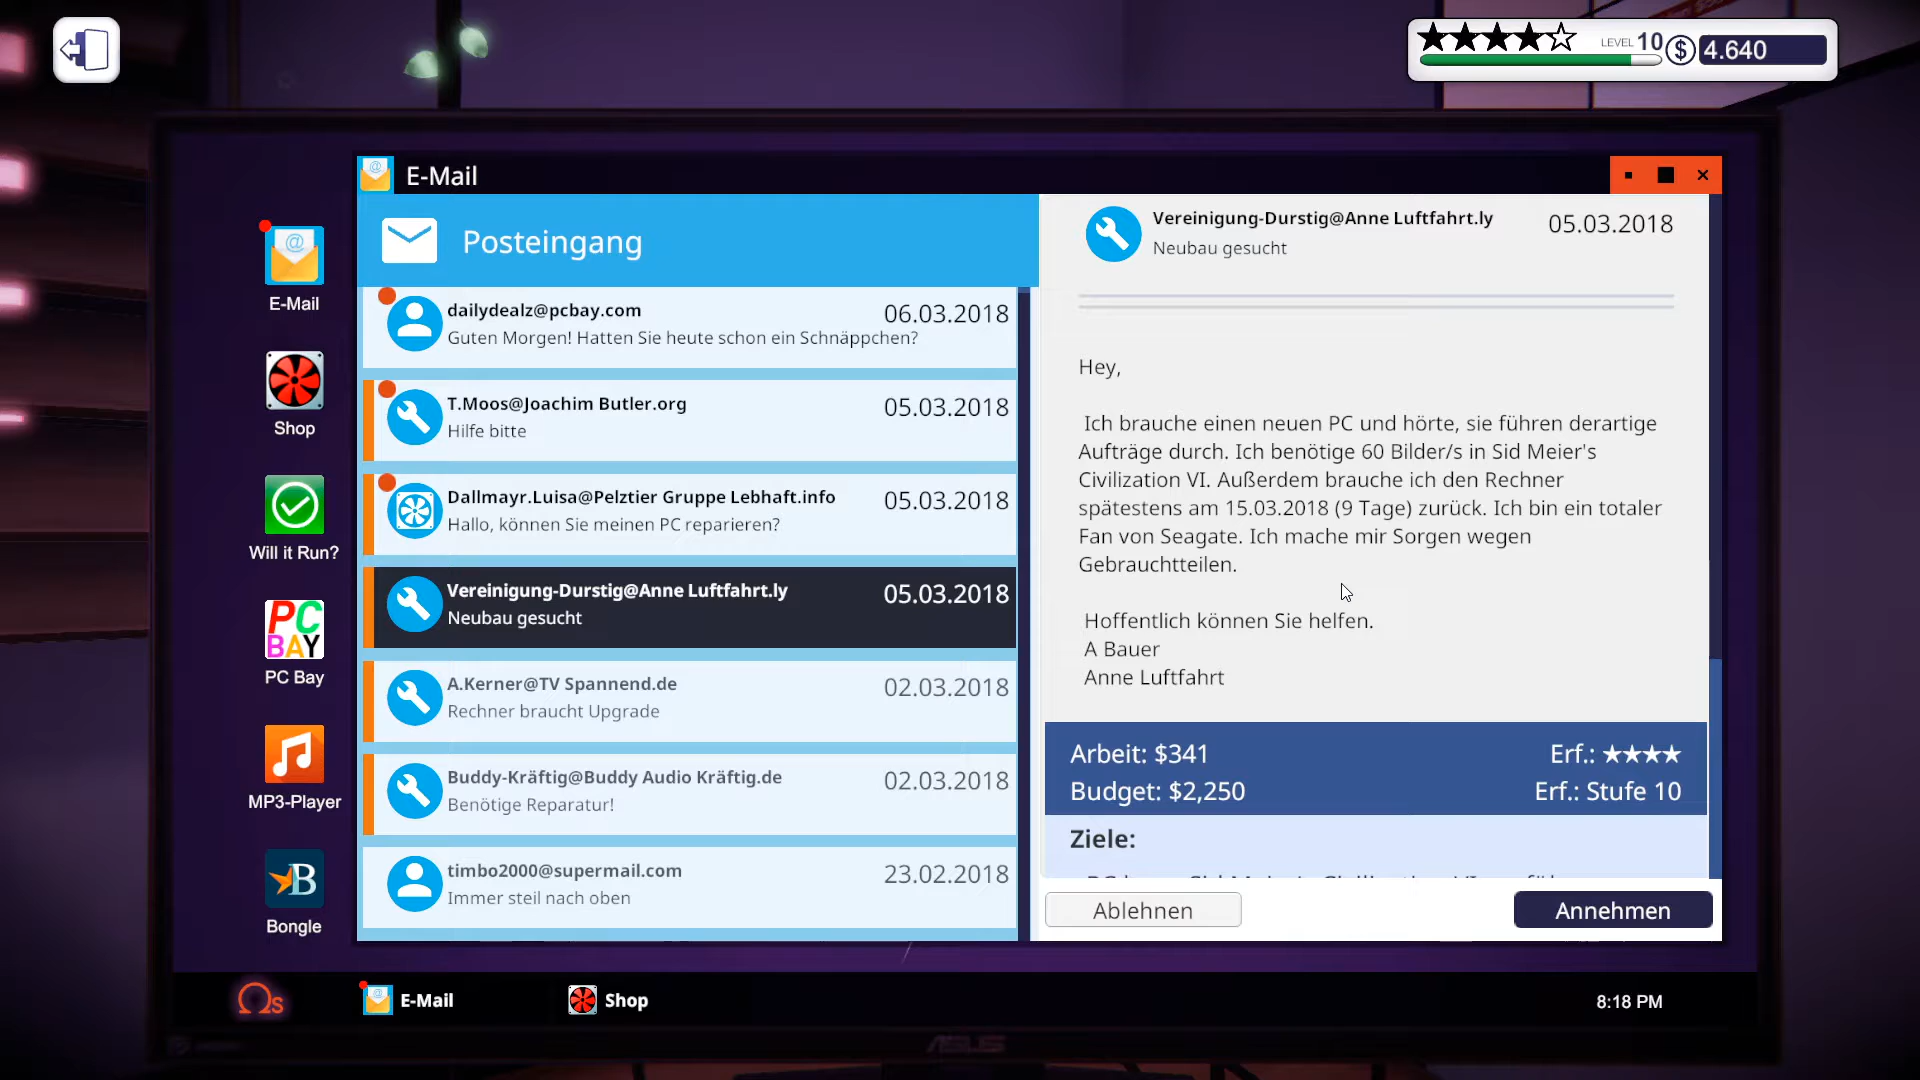 LEVEL 10
$ 4.640
E-Mail
Posteingang
dailydealz@pcbay.com
06.03.2018
Guten Morgen! Hatten Sie heute schon ein Schnäppchen?
T.Moos@Joachim Butler.org
05.03.2018
Hilfe bitte
Dallmayr.Luisa@Pelztier Gruppe Lebhaft.info
05.03.2018
Hallo, können Sie meinen PC reparieren?
Vereinigung-Durstig@Anne Luftfahrt.ly
05.03.2018
Neubau gesucht
A.Kerner@TV Spannend.de
02.03.2018
Rechner braucht Upgrade
Buddy-Kräftig@Buddy Audio Kräftig.de
02.03.2018
Benötige Reparatur!
timbo2000@supermail.com
23.02.2018
Immer steil nach oben
Vereinigung-Durstig@Anne Luftfahrt.ly
05.03.2018
Neubau gesucht
Hey,
Ich brauche einen neuen PC und hörte, sie führen derartige
Aufträge durch. Ich benötige 60 Bilder/s in Sid Meier's
Civilization VI. Außerdem brauche ich den Rechner
spätestens am 15.03.2018 (9 Tage) zurück. Ich bin ein totaler
Fan von Seagate. Ich mache mir Sorgen wegen
Gebrauchtteilen.
Hoffentlich können Sie helfen.
A Bauer
Anne Luftfahrt
Arbeit: $341
Erf.: ★★★★
Budget: $2,250
Erf.: Stufe 10
Ziele:
Ablehnen
Annehmen
E-Mail
Shop
Will it Run?
PC
BAY
PC Bay
MP3-Player
B
Bongle
Ωs
E-Mail
Shop
8:18 PM
ASUS